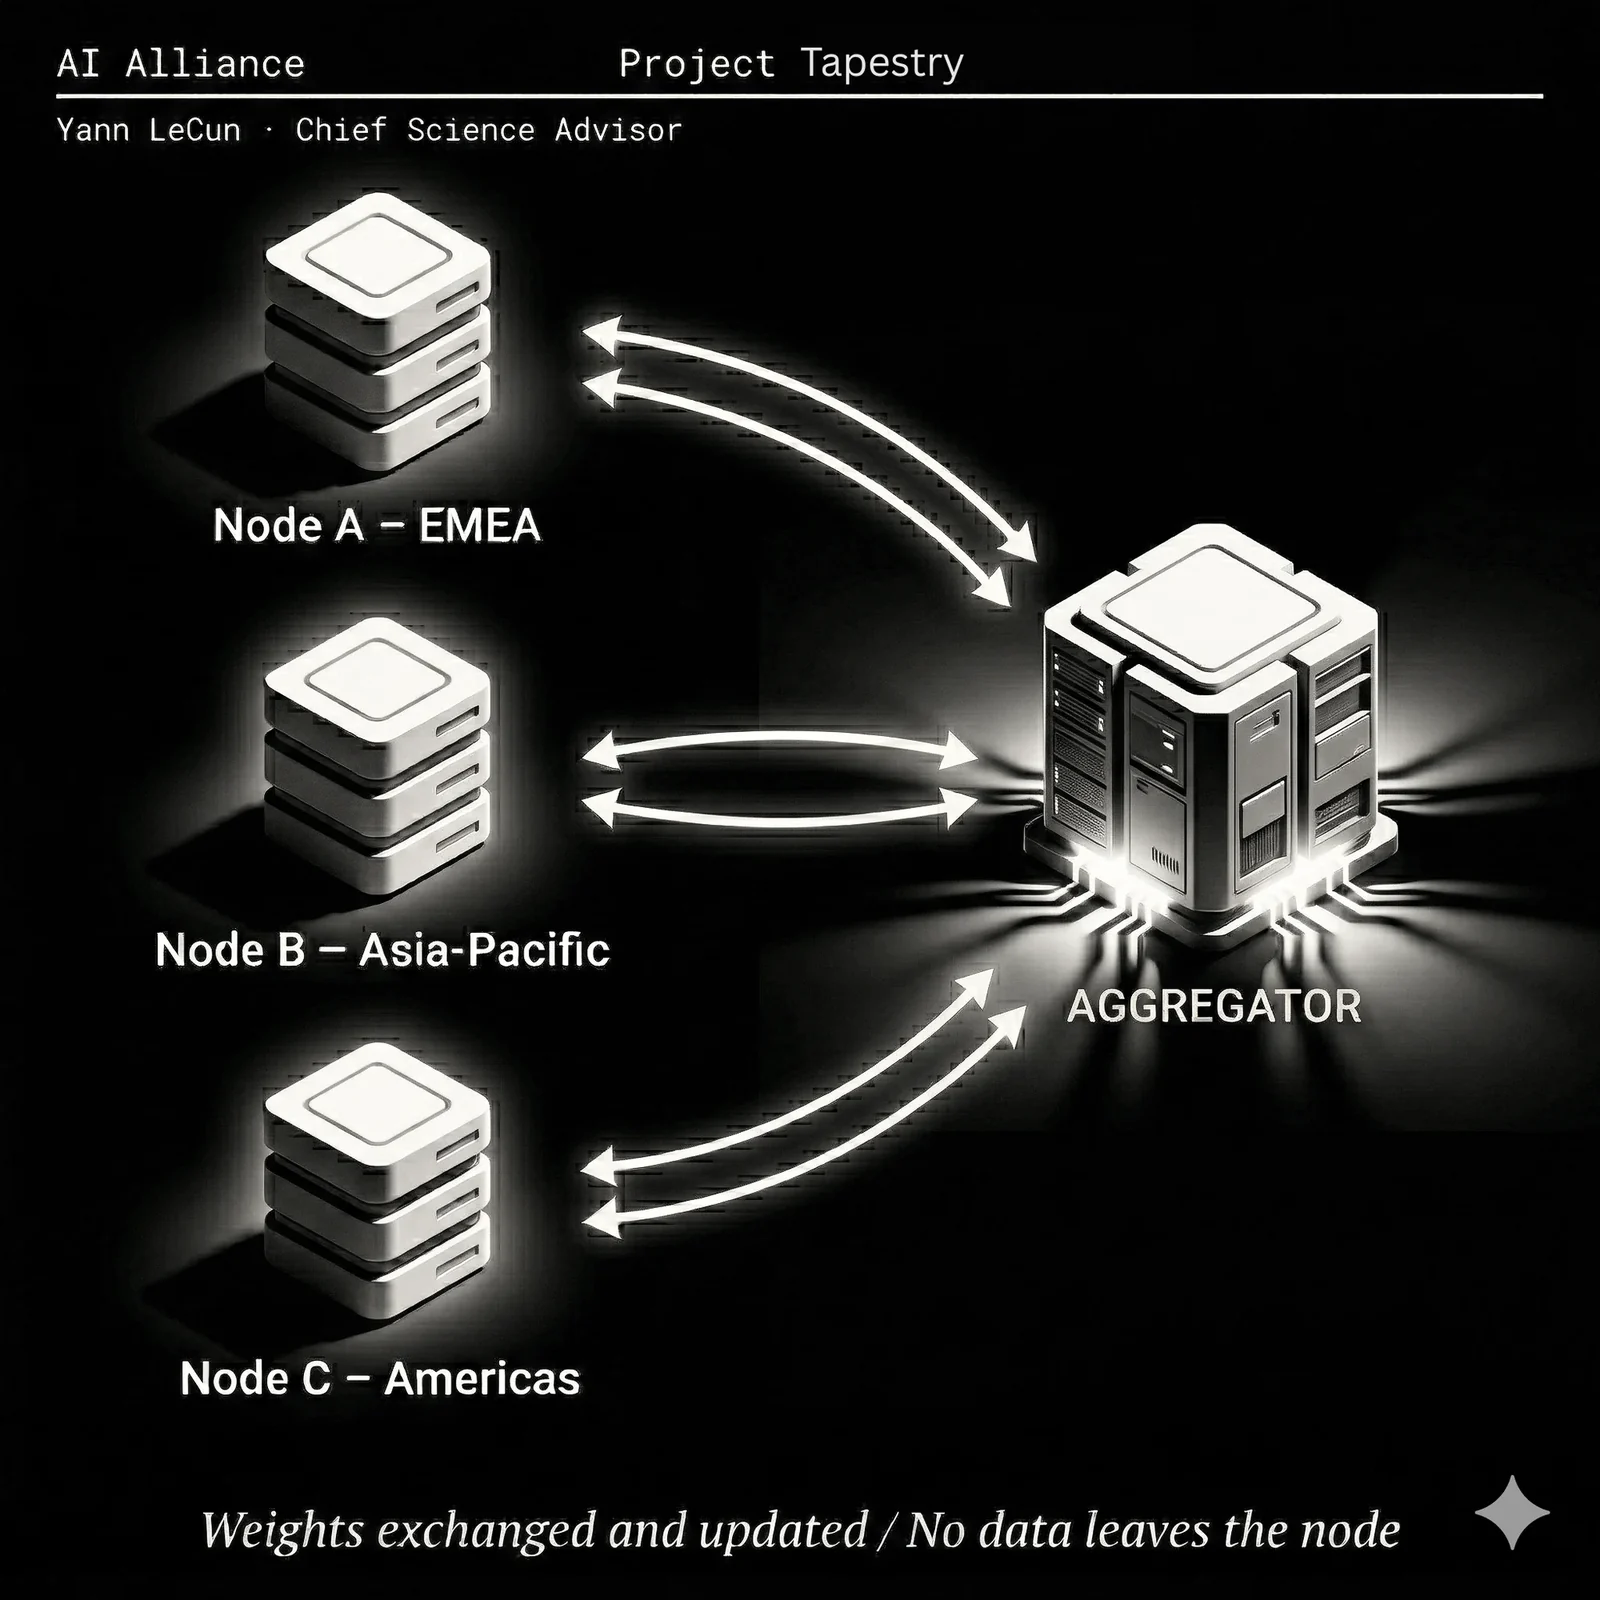 AI Alliance
Project Tapestry
Yann LeCun · Chief Science Advisor
Node A – EMEA
Node B – Asia-Pacific
AGGREGATOR
Node C – Americas
Weights exchanged and updated / No data leaves the node